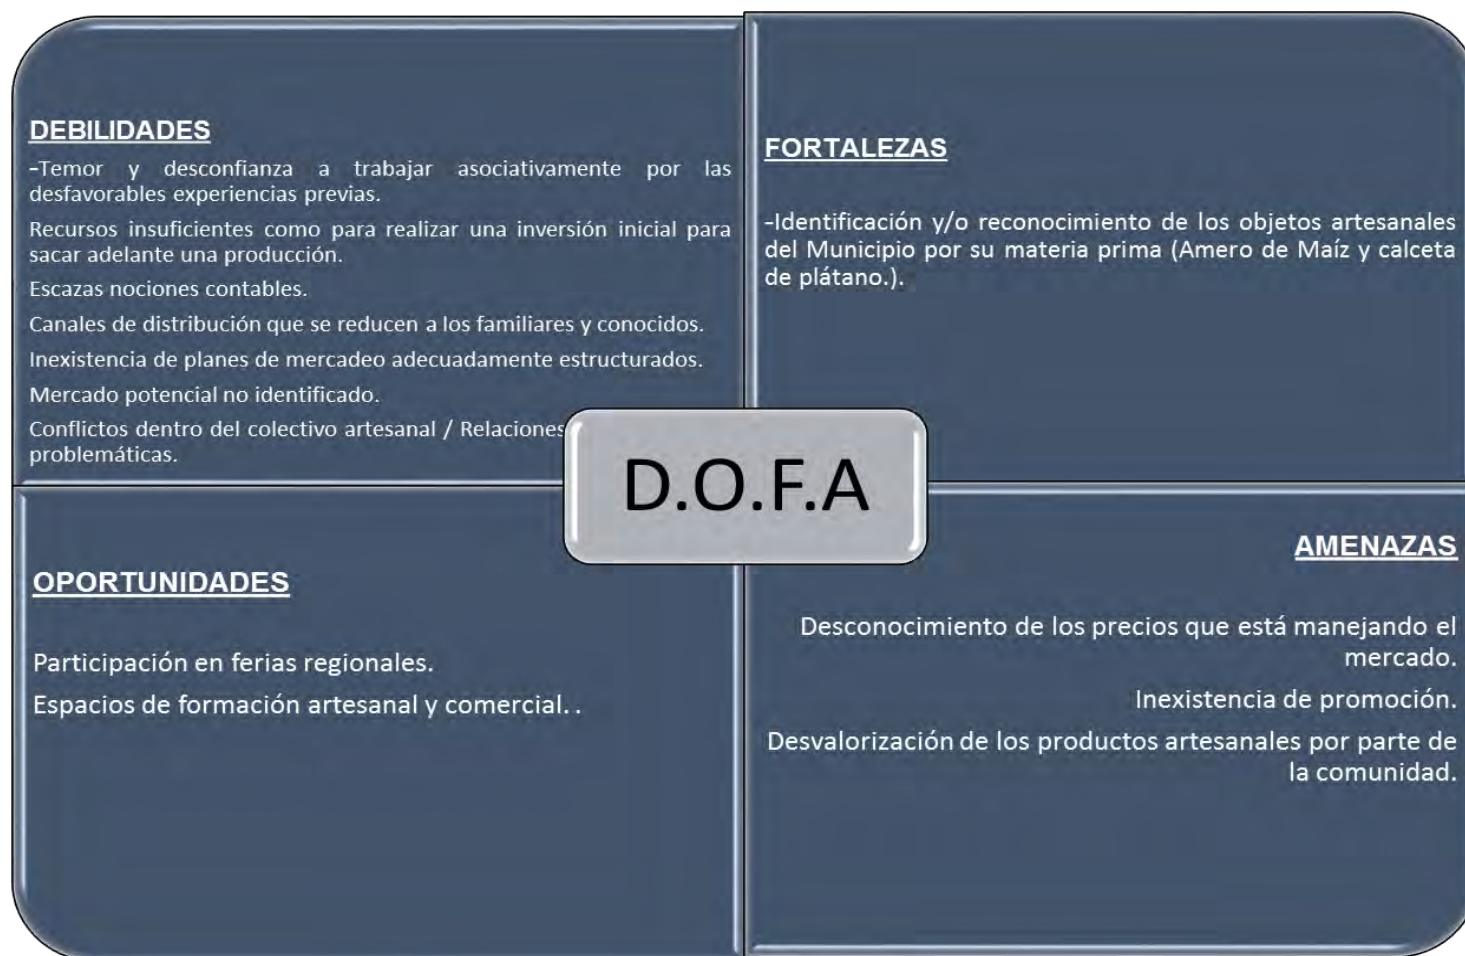 DEBILIDADES
-Temor y desconfianza a trabajar asociativamente por las
desfavorables experiencias previas.
Recursos insuficientes como para realizar una inversión inicial para
sacar adelante una producción.
Escazas nociones contables.
Canales de distribución que se reducen a los familiares y conocidos.
Inexistencia de planes de mercadeo adecuadamente estructurados.
Mercado potencial no identificado.
Conflictos dentro del colectivo artesanal / Relaciones
problemáticas.
FORTALEZAS
-Identificación y/o reconocimiento de los objetos artesanales
del Municipio por su materia prima (Amero de Maíz y calceta
de plátano.).
D.O.F.A
OPORTUNIDADES
Participación en ferias regionales.
Espacios de formación artesanal y comercial. .
AMENAZAS
Desconocimiento de los precios que está manejando el
mercado.
Inexistencia de promoción.
Desvalorización de los productos artesanales por parte de
la comunidad.